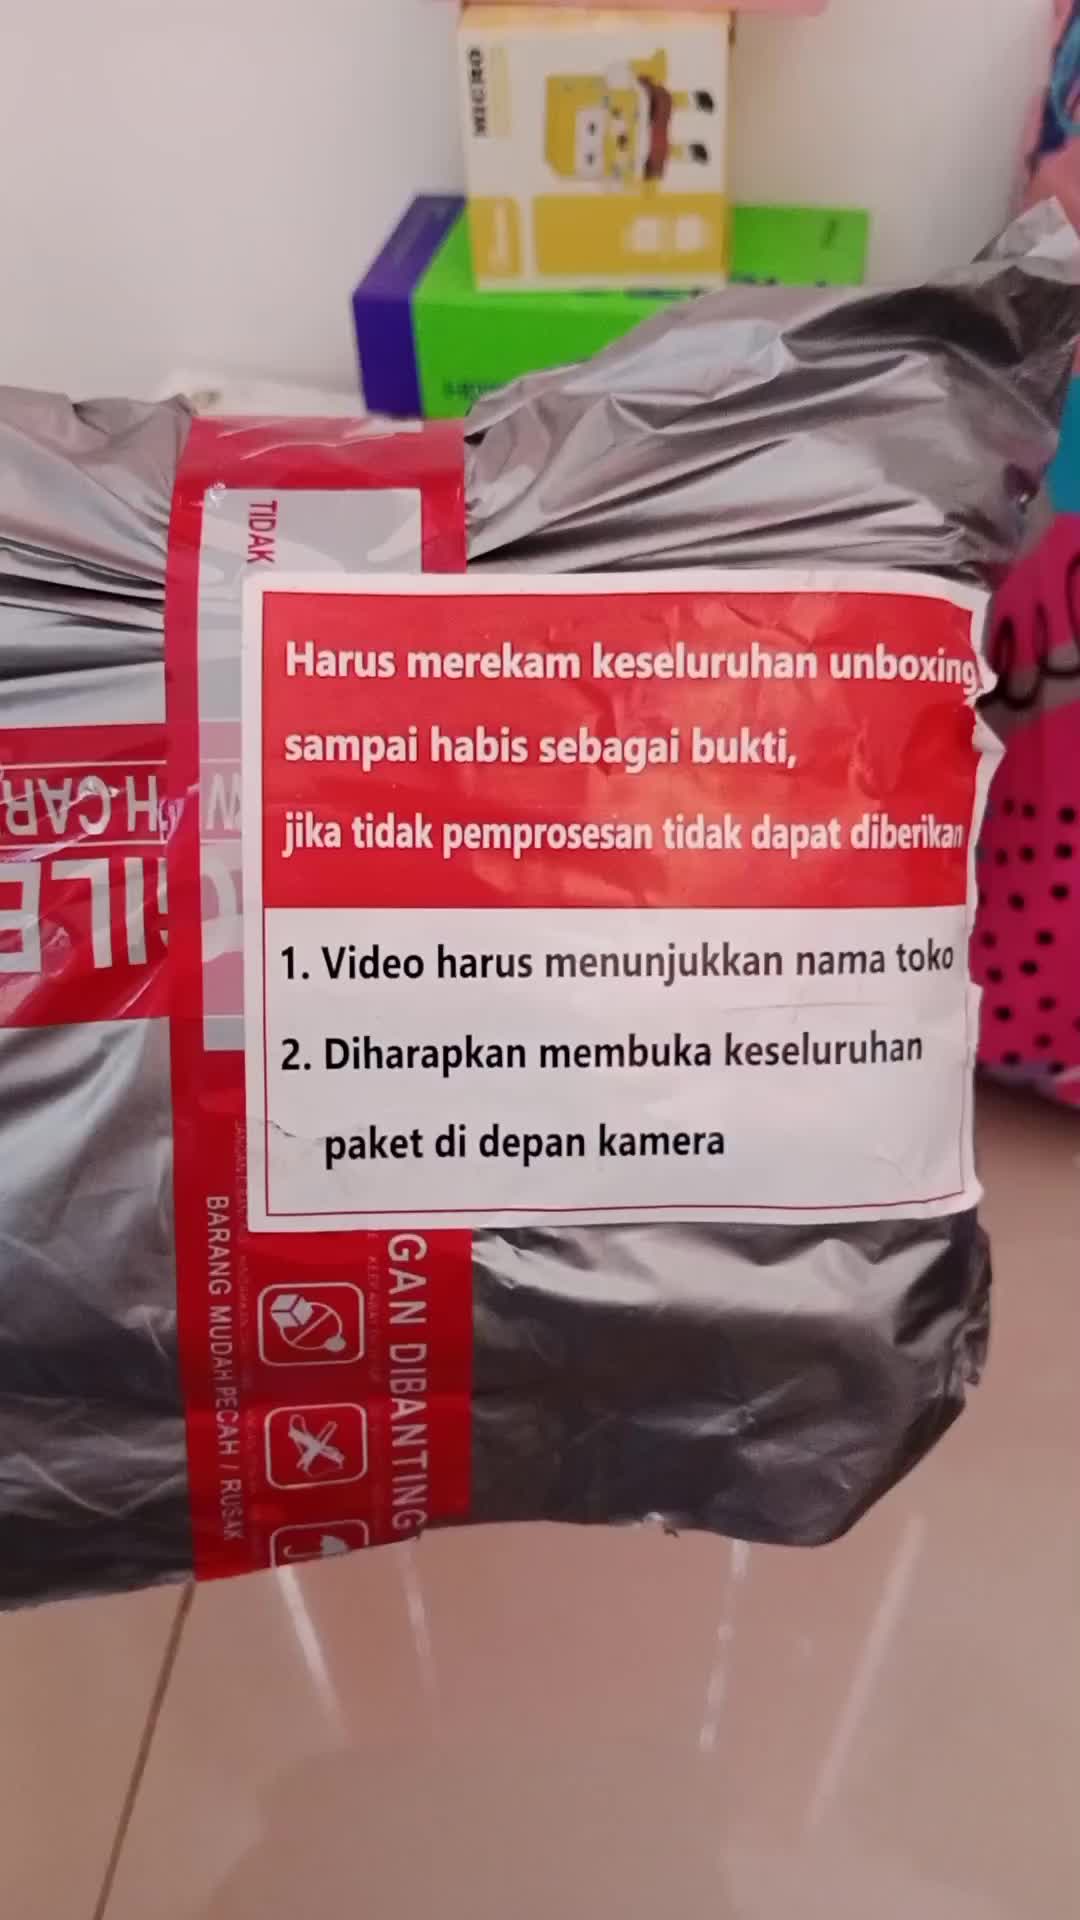 TIDAK
Harus merekam keseluruhan unboxing
sampai habis sebagai bukti,
jika tidak pemprosesan tidak dapat diberikan
1. Video harus menunjukkan nama toko
2. Diharapkan membuka keseluruhan
paket di depan kamera
GAN DIBANTING
BARANG MUDAH PECAH / RUSAK